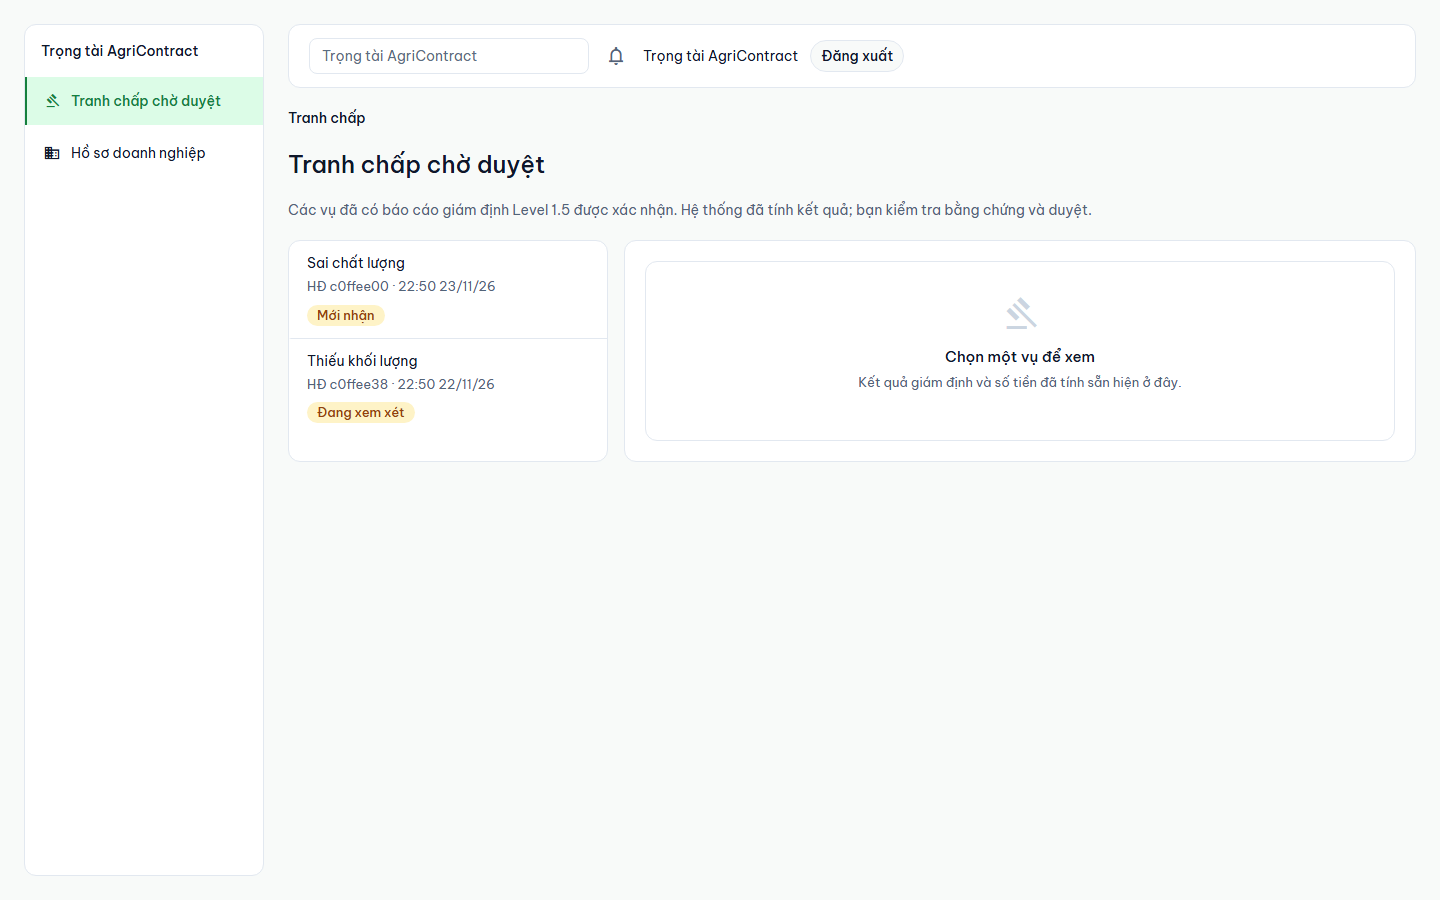 Trọng tài AgriContract
Tranh chấp chờ duyệt
Hồ sơ doanh nghiệp
Trọng tài AgriContract
Trọng tài AgriContract
Đăng xuất
Tranh chấp
Tranh chấp chờ duyệt
Các vụ đã có báo cáo giám định Level 1.5 được xác nhận. Hệ thống đã tính kết quả; bạn kiểm tra bằng chứng và duyệt.
Sai chất lượng
HĐ c0ffee00 · 22:50 23/11/26
Mới nhận
Thiếu khối lượng
HĐ c0ffee38 · 22:50 22/11/26
Đang xem xét
Chọn một vụ để xem
Kết quả giám định và số tiền đã tính sẵn hiện ở đây.